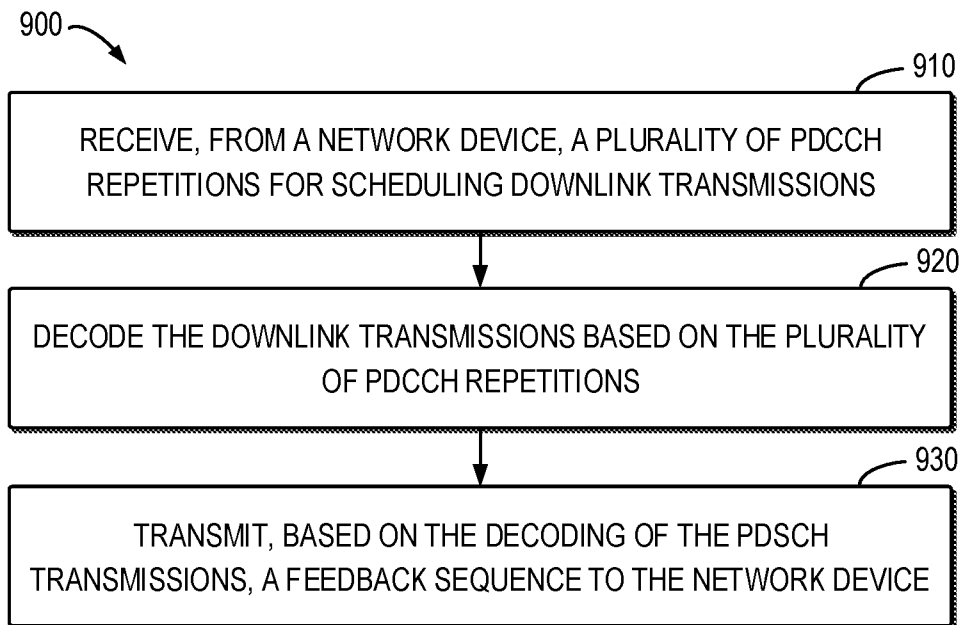 900
910
RECEIVE, FROM A NETWORK DEVICE, A PLURALITY OF PDCCH
REPETITIONS FOR SCHEDULING DOWNLINK TRANSMISSIONS
920
DECODE THE DOWNLINK TRANSMISSIONS BASED ON THE PLURALITY
OF PDCCH REPETITIONS
930
TRANSMIT, BASED ON THE DECODING OF THE PDSCH
TRANSMISSIONS, A FEEDBACK SEQUENCE TO THE NETWORK DEVICE